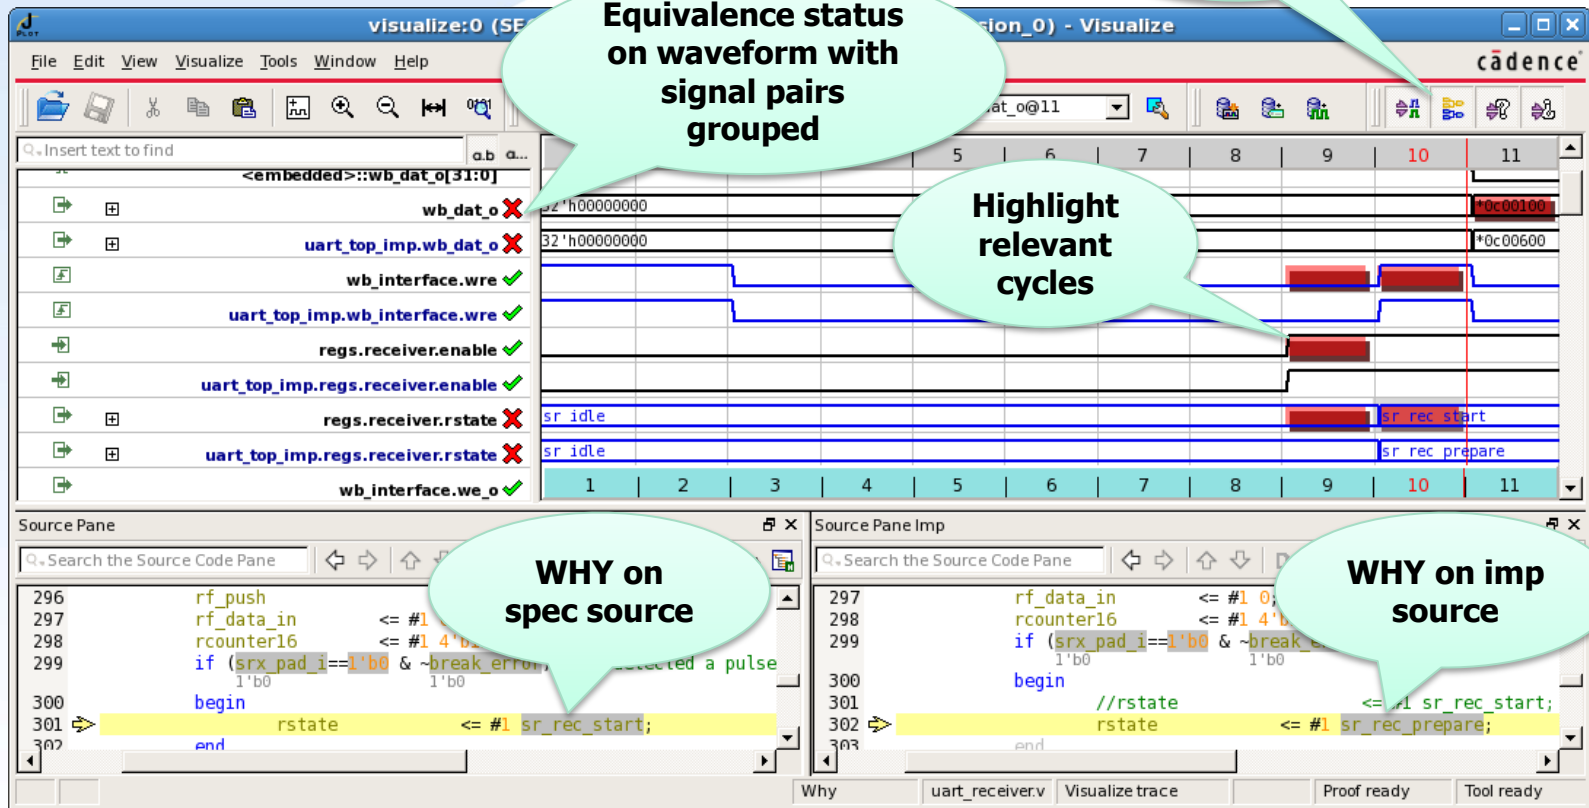 Equivalence status
on waveform with
signal pairs
grouped
visualize:0 (SE
sion_0) - Visualize
File Edit View Visualize Tools Window Help
cādence
at_o@11
Insert text to find
a.b a...
5 6 7 8 9 10 11
<embedded>::wb_dat_o[31:0]
wb_dat_o
32'h00000000
*0c00100
uart_top_imp.wb_dat_o
32'h00000000
*0c00600
wb_interface.wre
uart_top_imp.wb_interface.wre
regs.receiver.enable
uart_top_imp.regs.receiver.enable
regs.receiver.rstate
sr idle
sr rec start
uart_top_imp.regs.receiver.rstate
sr idle
sr rec prepare
wb_interface.we_o
1 2 3 4 5 6 7 8 9 10 11
Highlight
relevant
cycles
Source Pane
Search the Source Code Pane
WHY on
spec source
296 rf_push
297 rf_data_in <= #1
298 rcounter16 <= #1 4'b1
299 if (srx_pad_i==1'b0 & ~break_error) detected a pulse
1'b0 1'b0
300 begin
301 rstate <= #1 sr_rec_start;
302 end
Source Pane Imp
Search the Source Code Pane
WHY on imp
source
297 rf_data_in <= #1 0;
298 rcounter16 <= #1 4'b
299 if (srx_pad_i==1'b0 & ~break_e
1'b0 1'b0
300 begin
301 //rstate <= #1 sr_rec_start;
302 rstate <= #1 sr_rec_prepare;
303 end
Why uart_receiver.v Visualize trace Proof ready Tool ready